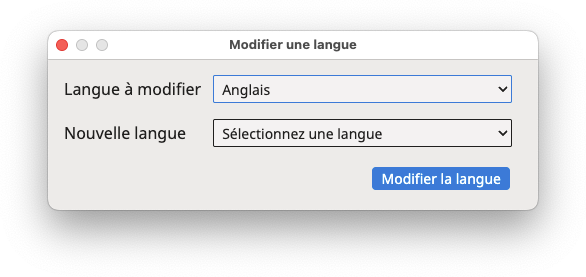 Modifier une langue
Langue à modifier Anglais
Nouvelle langue Sélectionnez une langue
Modifier la langue